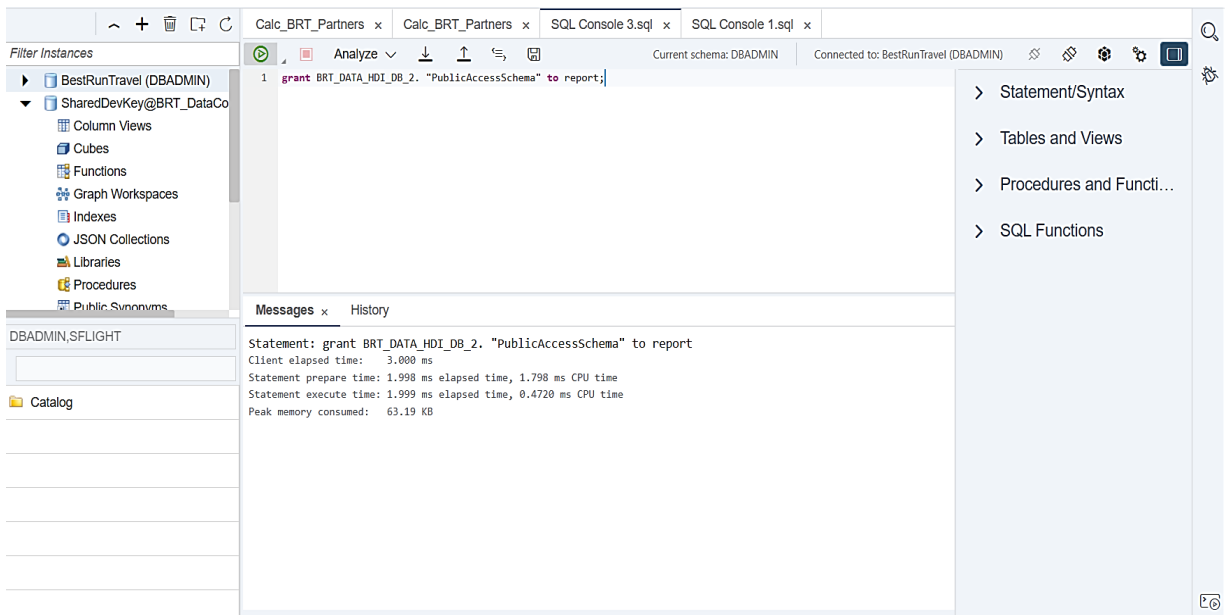 Calc_BRT_Partners x Calc_BRT_Partners x SQL Console 3.sql x SQL Console 1.sql x
Filter Instances
Analyze
Current schema: DBADMIN
Connected to: BestRunTravel (DBADMIN)
BestRunTravel (DBADMIN)
SharedDevKey@BRT_DataCo
Column Views
Cubes
Functions
Graph Workspaces
Indexes
JSON Collections
Libraries
Procedures
Public Synonyms
DBADMIN,SFLIGHT
Catalog
1 grant BRT_DATA_HDI_DB_2. "PublicAccessSchema" to report;
Messages x History
Statement: grant BRT_DATA_HDI_DB_2. "PublicAccessSchema" to report
Client elapsed time: 3.000 ms
Statement prepare time: 1.998 ms elapsed time, 1.798 ms CPU time
Statement execute time: 1.999 ms elapsed time, 0.4720 ms CPU time
Peak memory consumed: 63.19 KB
Statement/Syntax
Tables and Views
Procedures and Functi...
SQL Functions